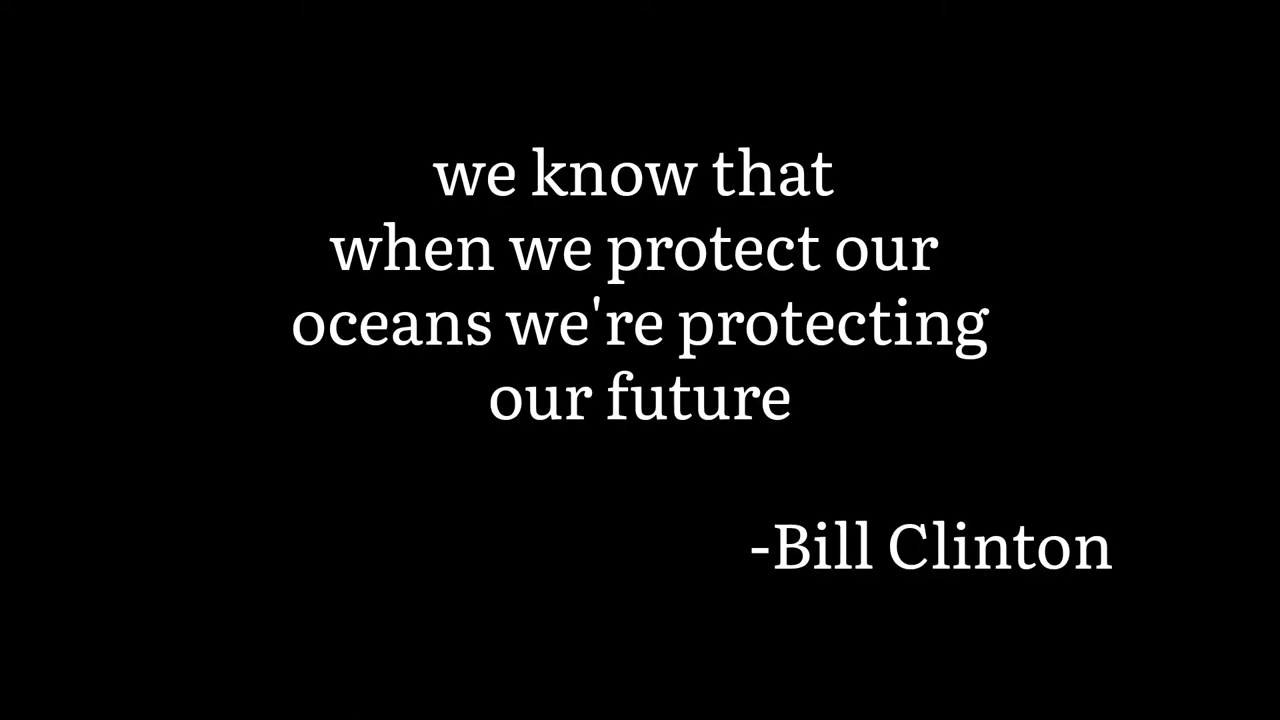 we know that
when we protect our
oceans we're protecting
our future
-Bill Clinton